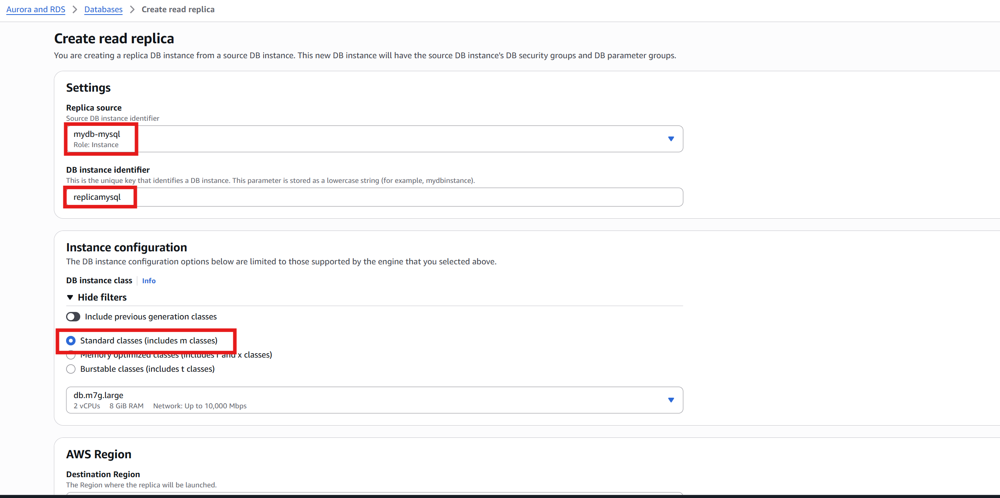 Aurora and RDS > Databases > Create read replica
Create read replica
You are creating a replica DB instance from a source DB instance. This new DB instance will have the source DB instance's DB security groups and DB parameter groups.
Settings
Replica source
Source DB instance identifier
mydb-mysql
Role: Instance
DB instance identifier
This is the unique key that identifies a DB instance. This parameter is stored as a lowercase string (for example, mydbinstance).
replicamysql
Instance configuration
The DB instance configuration options below are limited to those supported by the engine that you selected above.
DB instance class Info
Hide filters
Include previous generation classes
Standard classes (includes m classes)
Memory optimized classes (includes r and x classes)
Burstable classes (includes t classes)
db.m7g.large
2 vCPUs 8 GiB RAM Network: Up to 10,000 Mbps
AWS Region
Destination Region
The Region where the replica will be launched.